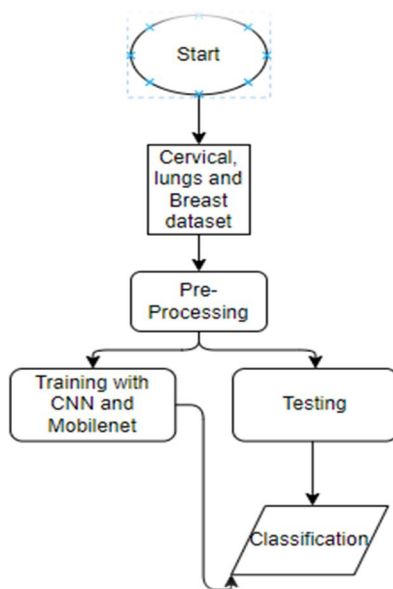 Start
Cervical,
lungs and
Breast
dataset
Pre-
Processing
Training with
CNN and
Mobilenet
Testing
Classification